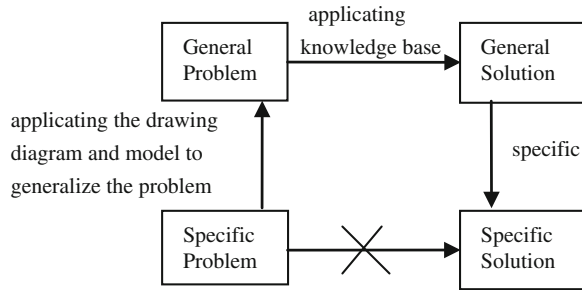 applicating
knowledge base
General
Problem
General
Solution
applicating the drawing
diagram and model to
generalize the problem
specific
Specific
Problem
Specific
Solution